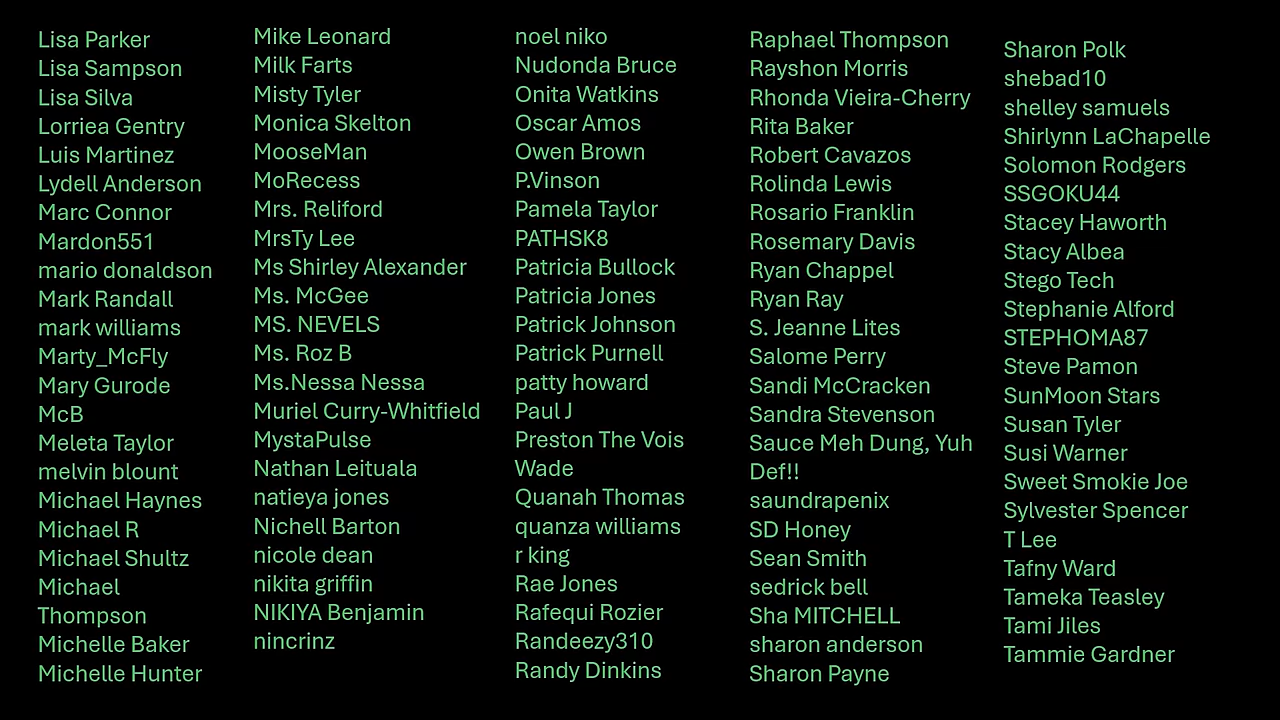 Lisa Parker
Lisa Sampson
Lisa Silva
Lorriea Gentry
Luis Martinez
Lydell Anderson
Marc Connor
Mardon551
mario donaldson
Mark Randall
mark williams
Marty_McFly
Mary Gurode
McB
Meleta Taylor
melvin blount
Michael Haynes
Michael R
Michael Shultz
Michael
Thompson
Michelle Baker
Michelle Hunter
Mike Leonard
Milk Farts
Misty Tyler
Monica Skelton
MooseMan
MoRecess
Mrs. Reliford
MrsTy Lee
Ms Shirley Alexander
Ms. McGee
MS. NEVELS
Ms. Roz B
Ms.Nessa Nessa
Muriel Curry-Whitfield
MystaPulse
Nathan Leituala
natieya jones
Nichell Barton
nicole dean
nikita griffin
NIKIYA Benjamin
nincrinz
noel niko
Nudonda Bruce
Onita Watkins
Oscar Amos
Owen Brown
P.Vinson
Pamela Taylor
PATHSK8
Patricia Bullock
Patricia Jones
Patrick Johnson
Patrick Purnell
patty howard
Paul J
Preston The Vois
Wade
Quanah Thomas
quanza williams
r king
Rae Jones
Rafequi Rozier
Randeezy310
Randy Dinkins
Raphael Thompson
Rayshon Morris
Rhonda Vieira-Cherry
Rita Baker
Robert Cavazos
Rolinda Lewis
Rosario Franklin
Rosemary Davis
Ryan Chappel
Ryan Ray
S. Jeanne Lites
Salome Perry
Sandi McCracken
Sandra Stevenson
Sauce Meh Dung, Yuh
Def!!
saundrapenix
SD Honey
Sean Smith
sedrick bell
Sha MITCHELL
sharon anderson
Sharon Payne
Sharon Polk
shebad10
shelley samuels
Shirlynn LaChapelle
Solomon Rodgers
SSGOKU44
Stacey Haworth
Stacy Albea
Stego Tech
Stephanie Alford
STEPHOMA87
Steve Pamon
SunMoon Stars
Susan Tyler
Susi Warner
Sweet Smokie Joe
Sylvester Spencer
T Lee
Tafny Ward
Tameka Teasley
Tami Jiles
Tammie Gardner